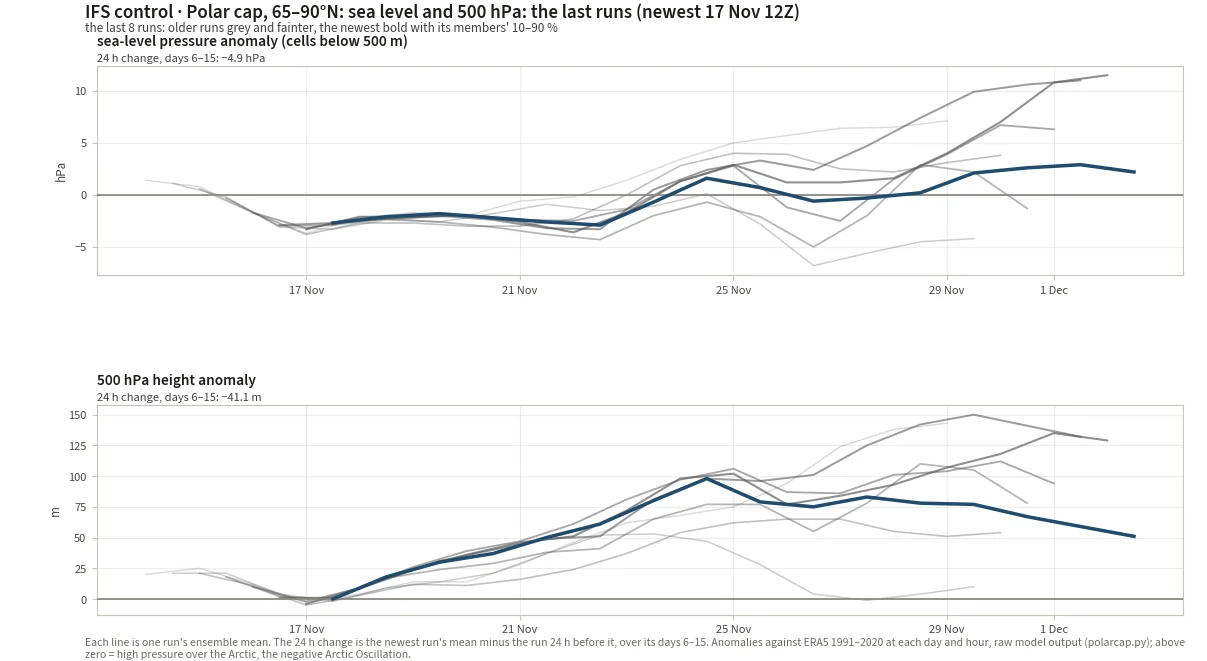 IFS control · Polar cap, 65–90°N: sea level and 500 hPa: the last runs (newest 17 Nov 12Z)
the last 8 runs: older runs grey and fainter, the newest bold with its members' 10–90 %
sea-level pressure anomaly (cells below 500 m)
24 h change, days 6–15: −4.9 hPa
10
5
0
−5
hPa
17 Nov
21 Nov
25 Nov
29 Nov
1 Dec
500 hPa height anomaly
24 h change, days 6–15: −41.1 m
150
125
100
75
50
25
0
m
17 Nov
21 Nov
25 Nov
29 Nov
1 Dec
Each line is one run's ensemble mean. The 24 h change is the newest run's mean minus the run 24 h before it, over its days 6–15. Anomalies against ERA5 1991–2020 at each day and hour, raw model output (polarcap.py); above
zero = high pressure over the Arctic, the negative Arctic Oscillation.